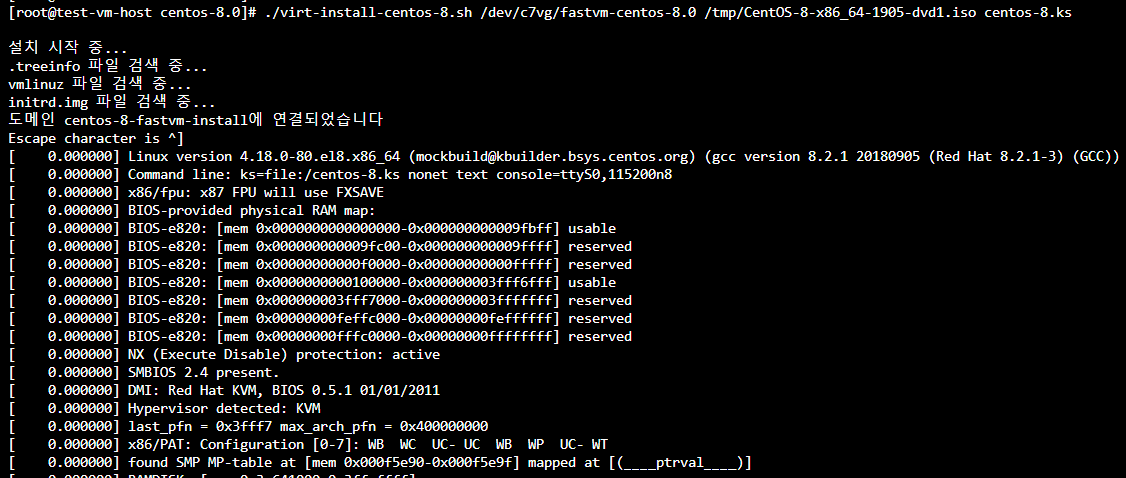 [root@test-vm-host centos-8.0]# ./virt-install-centos-8.sh /dev/c7vg/fastvm-centos-8.0 /tmp/CentOS-8-x86_64-1905-dvd1.iso centos-8.ks
설치 시작 중...
.treeinfo 파일 검색 중...
vmlinuz 파일 검색 중...
initrd.img 파일 검색 중...
도메인 centos-8-fastvm-install에 연결되었습니다
Escape character is ^]
[    0.000000] Linux version 4.18.0-80.el8.x86_64 (mockbuild@kbuilder.bsys.centos.org) (gcc version 8.2.1 20180905 (Red Hat 8.2.1-3) (GCC))
[    0.000000] Command line: ks=file:/centos-8.ks nonet text console=ttyS0,115200n8
[    0.000000] x86/fpu: x87 FPU will use FXSAVE
[    0.000000] BIOS-provided physical RAM map:
[    0.000000] BIOS-e820: [mem 0x0000000000000000-0x000000000009fbff] usable
[    0.000000] BIOS-e820: [mem 0x000000000009fc00-0x000000000009ffff] reserved
[    0.000000] BIOS-e820: [mem 0x00000000000f0000-0x00000000000fffff] reserved
[    0.000000] BIOS-e820: [mem 0x0000000000100000-0x000000003fff6fff] usable
[    0.000000] BIOS-e820: [mem 0x000000003fff7000-0x000000003fffffff] reserved
[    0.000000] BIOS-e820: [mem 0x00000000feffc000-0x00000000feffffff] reserved
[    0.000000] BIOS-e820: [mem 0x00000000fffc0000-0x00000000ffffffff] reserved
[    0.000000] NX (Execute Disable) protection: active
[    0.000000] SMBIOS 2.4 present.
[    0.000000] DMI: Red Hat KVM, BIOS 0.5.1 01/01/2011
[    0.000000] Hypervisor detected: KVM
[    0.000000] last_pfn = 0x3fff7 max_arch_pfn = 0x400000000
[    0.000000] x86/PAT: Configuration [0-7]: WB  WC  UC- UC  WB  WP  UC- WT
[    0.000000] found SMP MP-table at [mem 0x000f5e90-0x000f5e9f] mapped at [(____ptrval____)]